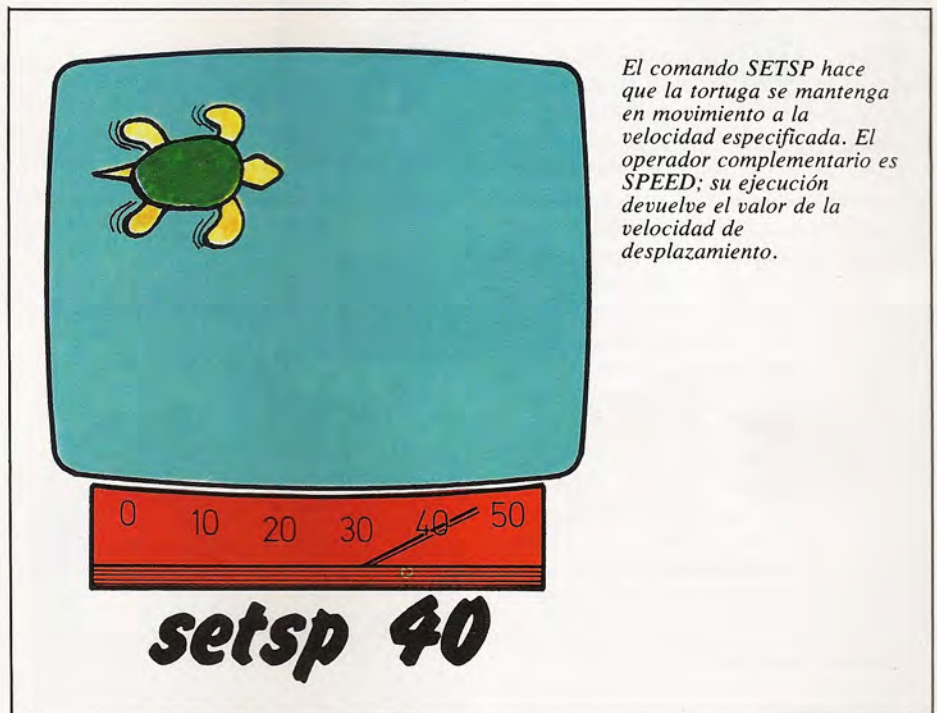 El comando SETSP hace
que la tortuga se mantenga
en movimiento a la
velocidad especificada. El
operador complementario es
SPEED; su ejecución
devuelve el valor de la
velocidad de
desplazamiento.
0 10 20 30 40 50
setsp 40